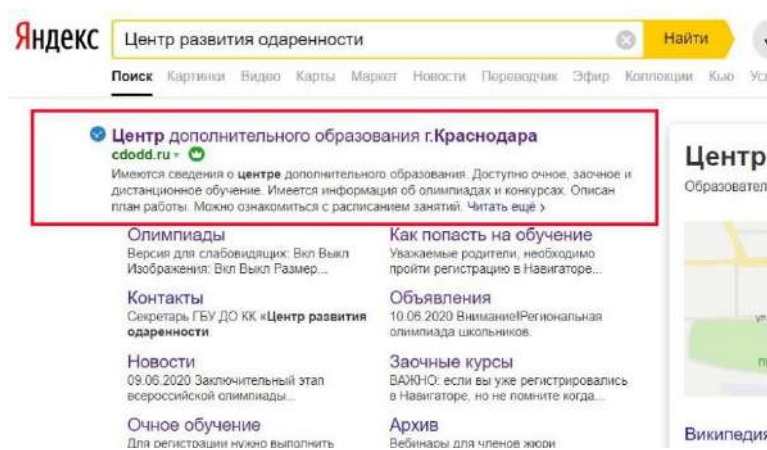 Яндекс
Центр развития одаренности
Найти
Поиск Картинки Видео Карты Маркет Новости Переводчик Эфир Коллекции Кью
Центр дополнительного образования г.Краснодара
cdodd.ru
Имеются сведения о центре дополнительного образования. Доступно очное, заочное и
дистанционное обучение. Имеется информация об олимпиадах и конкурсах. Описан
план работы. Можно ознакомиться с расписанием занятий. Читать ещё >
Олимпиады
Версия для слабовидящих: Вкл Выкл
Изображения: Вкл Выкл Размер...
Как попасть на обучение
Уважаемые родители, необходимо
пройти регистрацию в Навигаторе...
Контакты
Секретарь ГБУ ДО КК «Центр развития
одаренности
Объявления
10.06.2020 Внимание!Региональная
олимпиада школьников.
Новости
09.06.2020 Заключительный этап
всероссийской олимпиады...
Заочные курсы
ВАЖНО: если вы уже регистрировались
в Навигаторе, но не помните когда...
Очное обучение
Для регистрации нужно выполнить
Архив
Вебинары для членов жюри
Центр
Образовател
Википедия